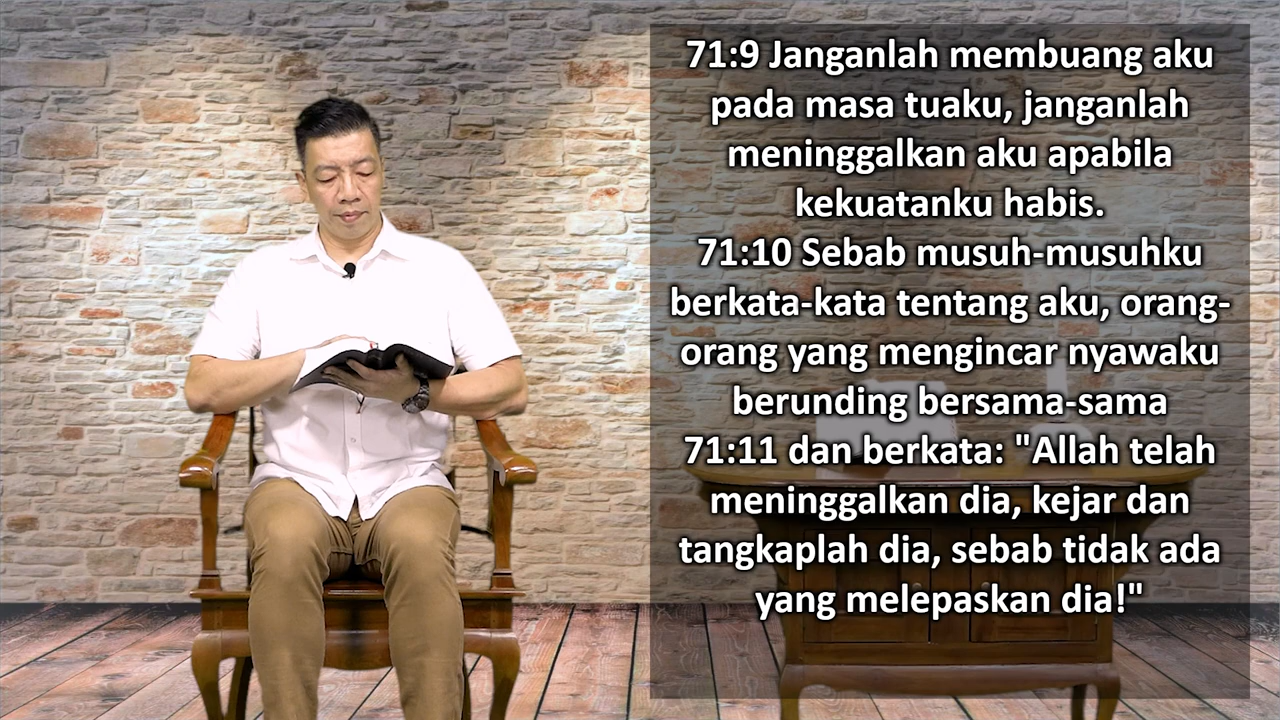 71:9 Janganlah membuang aku
pada masa tuaku, janganlah
meninggalkan aku apabila
kekuatanku habis.
71:10 Sebab musuh-musuhku
berkata-kata tentang aku, orang-
orang yang mengincar nyawaku
berunding bersama-sama
71:11 dan berkata: "Allah telah
meninggalkan dia, kejar dan
tangkaplah dia, sebab tidak ada
yang melepaskan dia!"